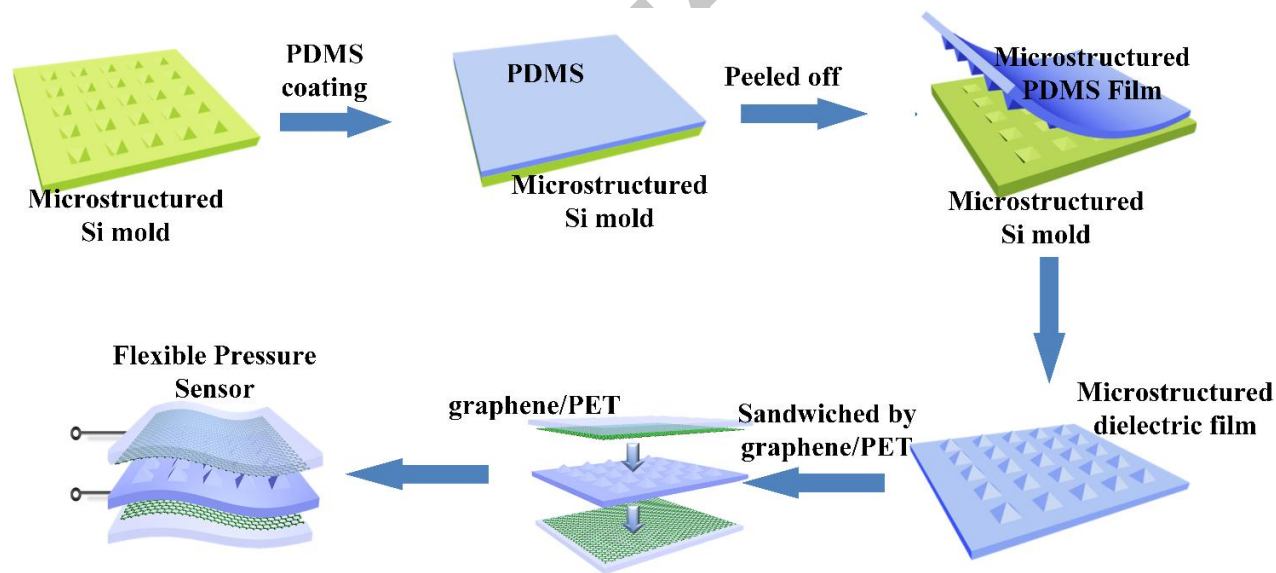 PDMS
coating
Microstructured
Si mold
PDMS
Microstructured
Si mold
Peeled off
Microstructured
PDMS Film
Microstructured
Si mold
Microstructured
dielectric film
Sandwiched by
graphene/PET
graphene/PET
Flexible Pressure
Sensor